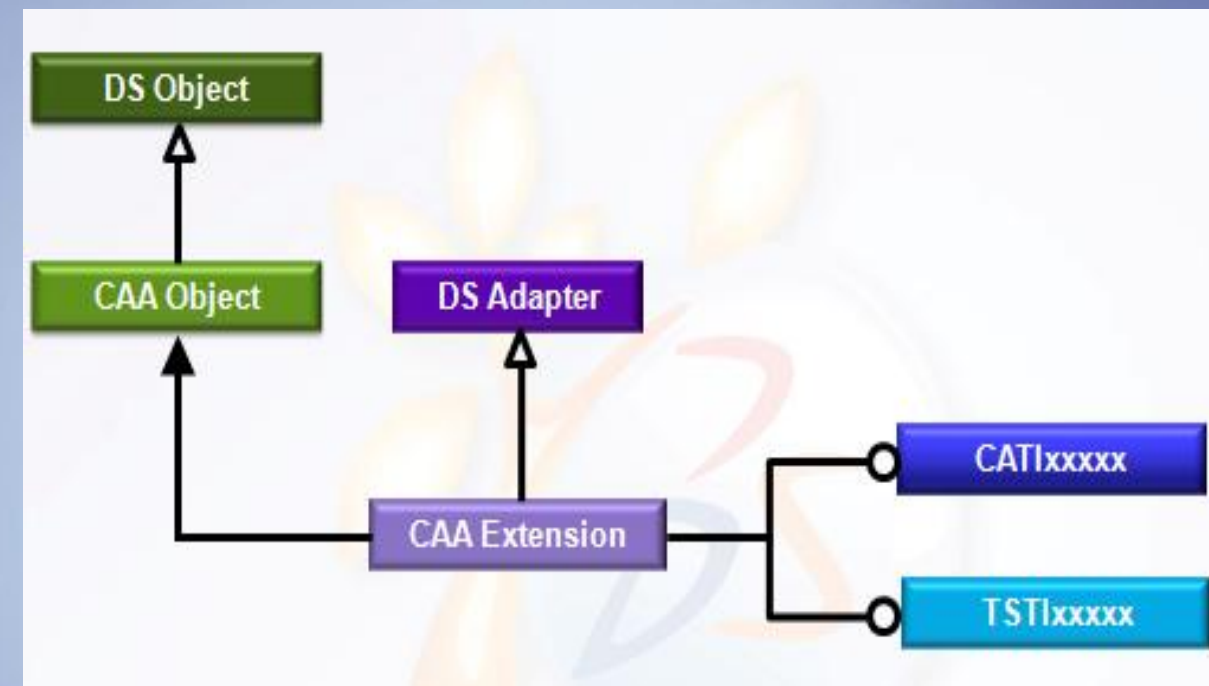 DS Object
CAA Object
DS Adapter
CATIxxxxx
CAA Extension
TSTIxxxxx